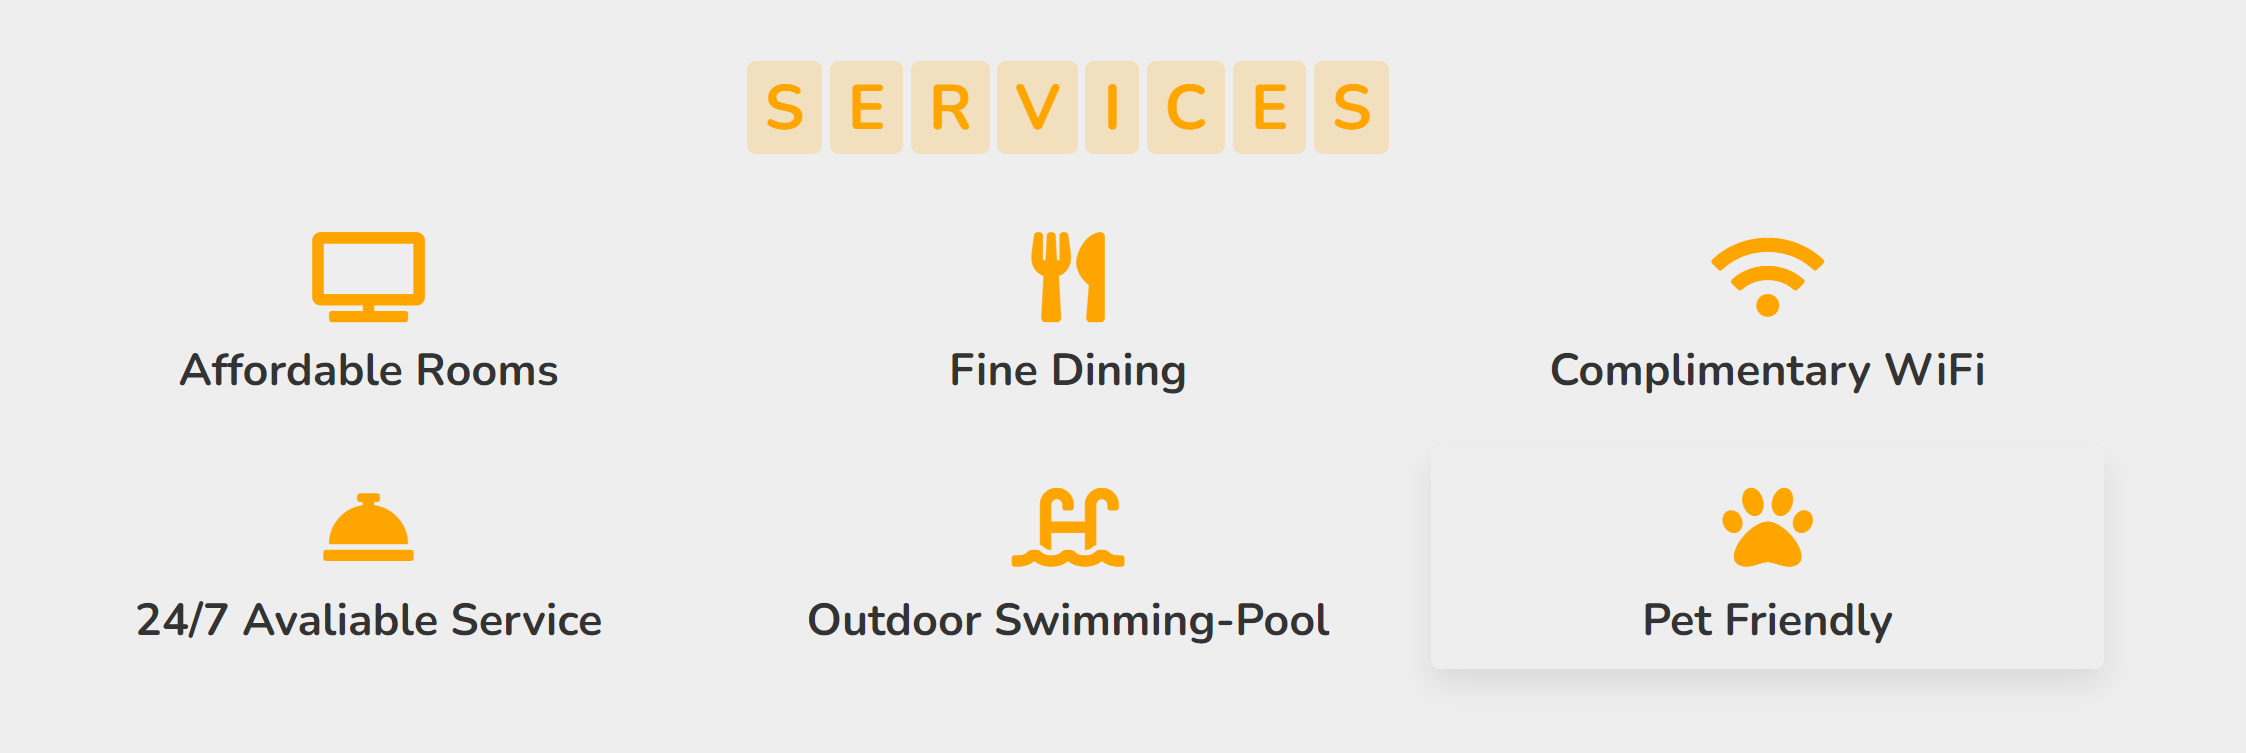 SERVICES
Affordable Rooms
Fine Dining
Complimentary WiFi
24/7 Avaliable Service
Outdoor Swimming-Pool
Pet Friendly